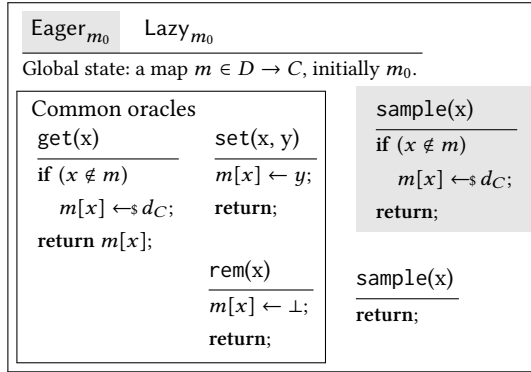 Eager_{m_0} Lazy_{m_0}
Global state: a map m ∈ D → C, initially m_0.
Common oracles
get(x)
if (x ∉ m)
m[x] ←$ d_C;
return m[x];
set(x, y)
m[x] ← y;
return;
rem(x)
m[x] ← ⊥;
return;
sample(x)
if (x ∉ m)
m[x] ←$ d_C;
return;
sample(x)
return;